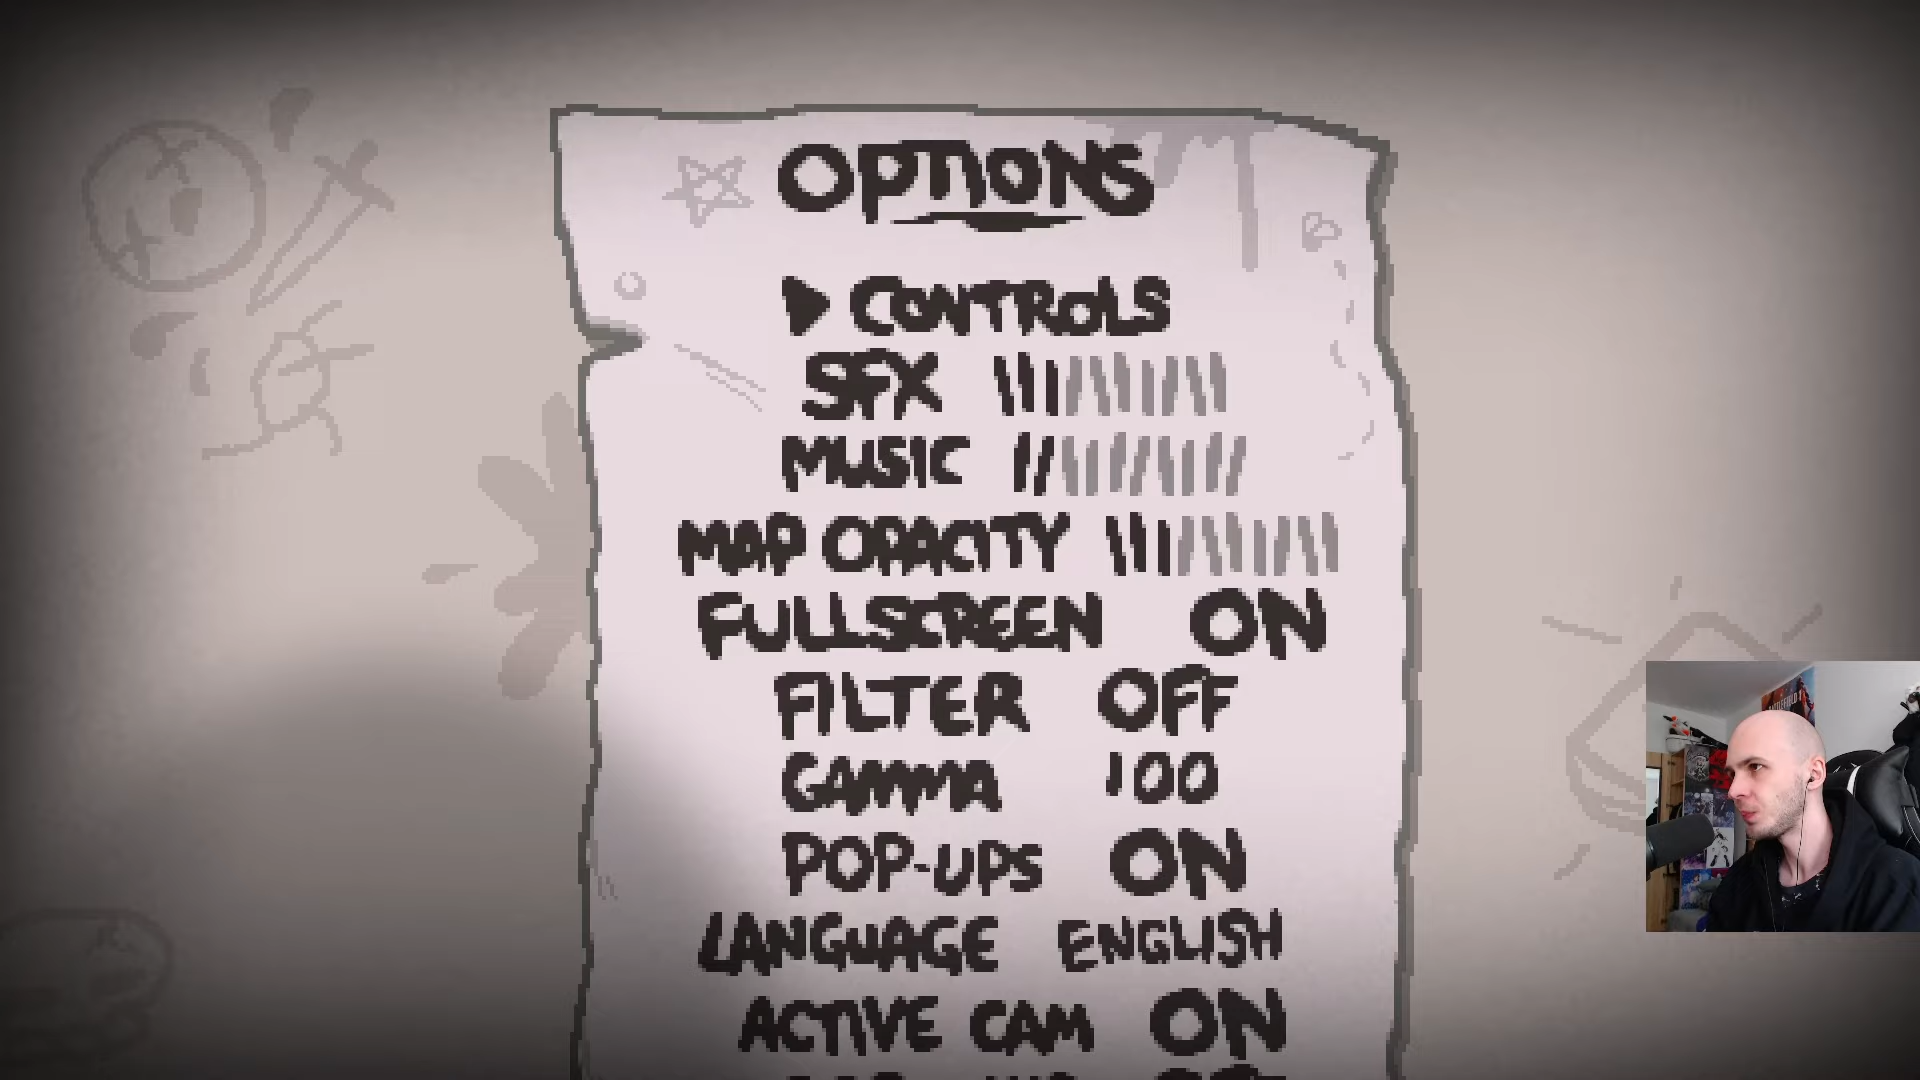 OPTIONS
CONTROLS
SFX
MUSIC
MAP OPACITY
FULLSCREEN ON
FILTER OFF
GAMMA 100
POP-UPS ON
LANGUAGE ENGLISH
ACTIVE CAM ON